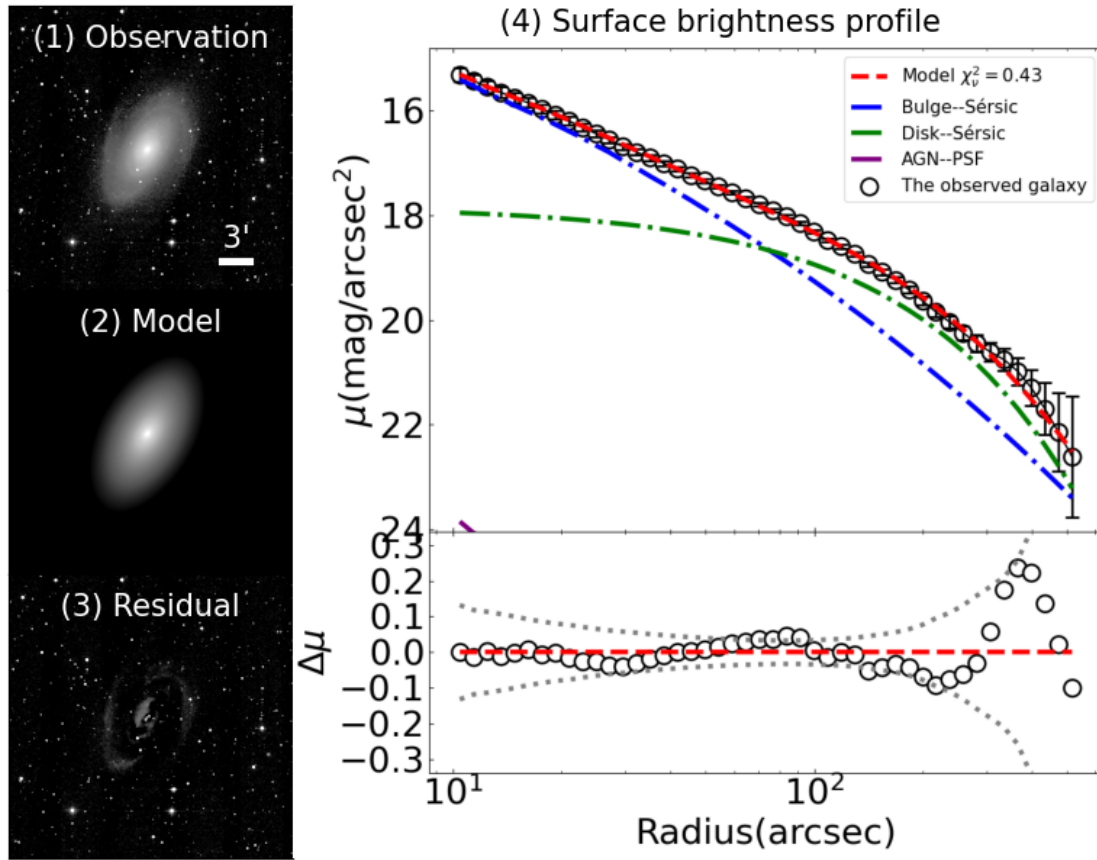 (1) Observation
3'
(2) Model
(3) Residual
(4) Surface brightness profile
Model χ²ᵥ = 0.43
Bulge--Sérsic
Disk--Sérsic
AGN--PSF
The observed galaxy
μ(mag/arcsec²)
16
18
20
22
24
Δμ
0.3
0.2
0.1
0.0
−0.1
−0.2
−0.3
10¹
10²
Radius(arcsec)